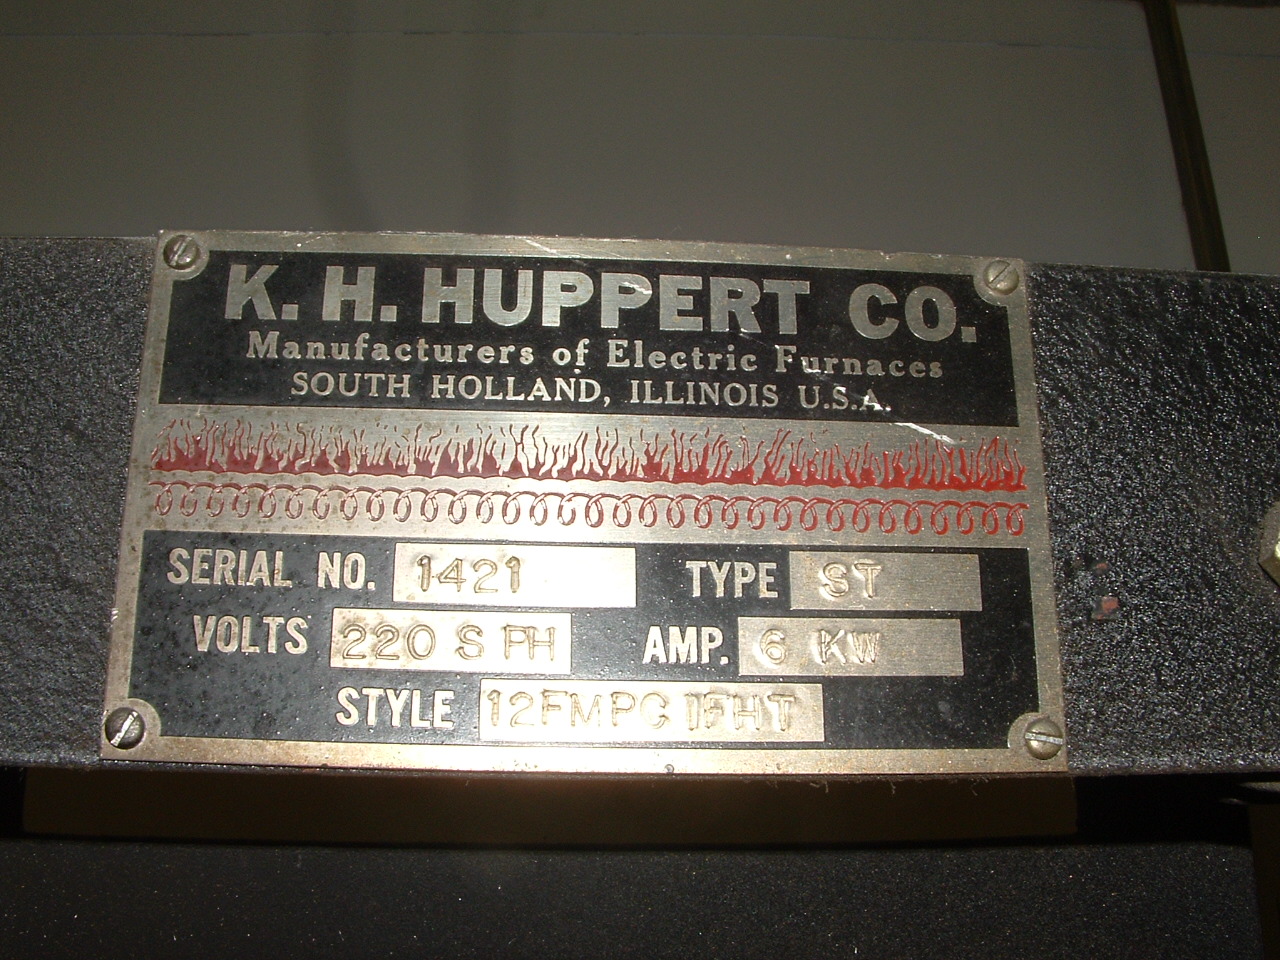 K. H. HUPPERT CO.
Manufacturers of Electric Furnaces
SOUTH HOLLAND, ILLINOIS U.S.A.
SERIAL NO. 1421 TYPE ST
VOLTS 220 S PH AMP. 6 KW
STYLE 12FMPC 1FHT